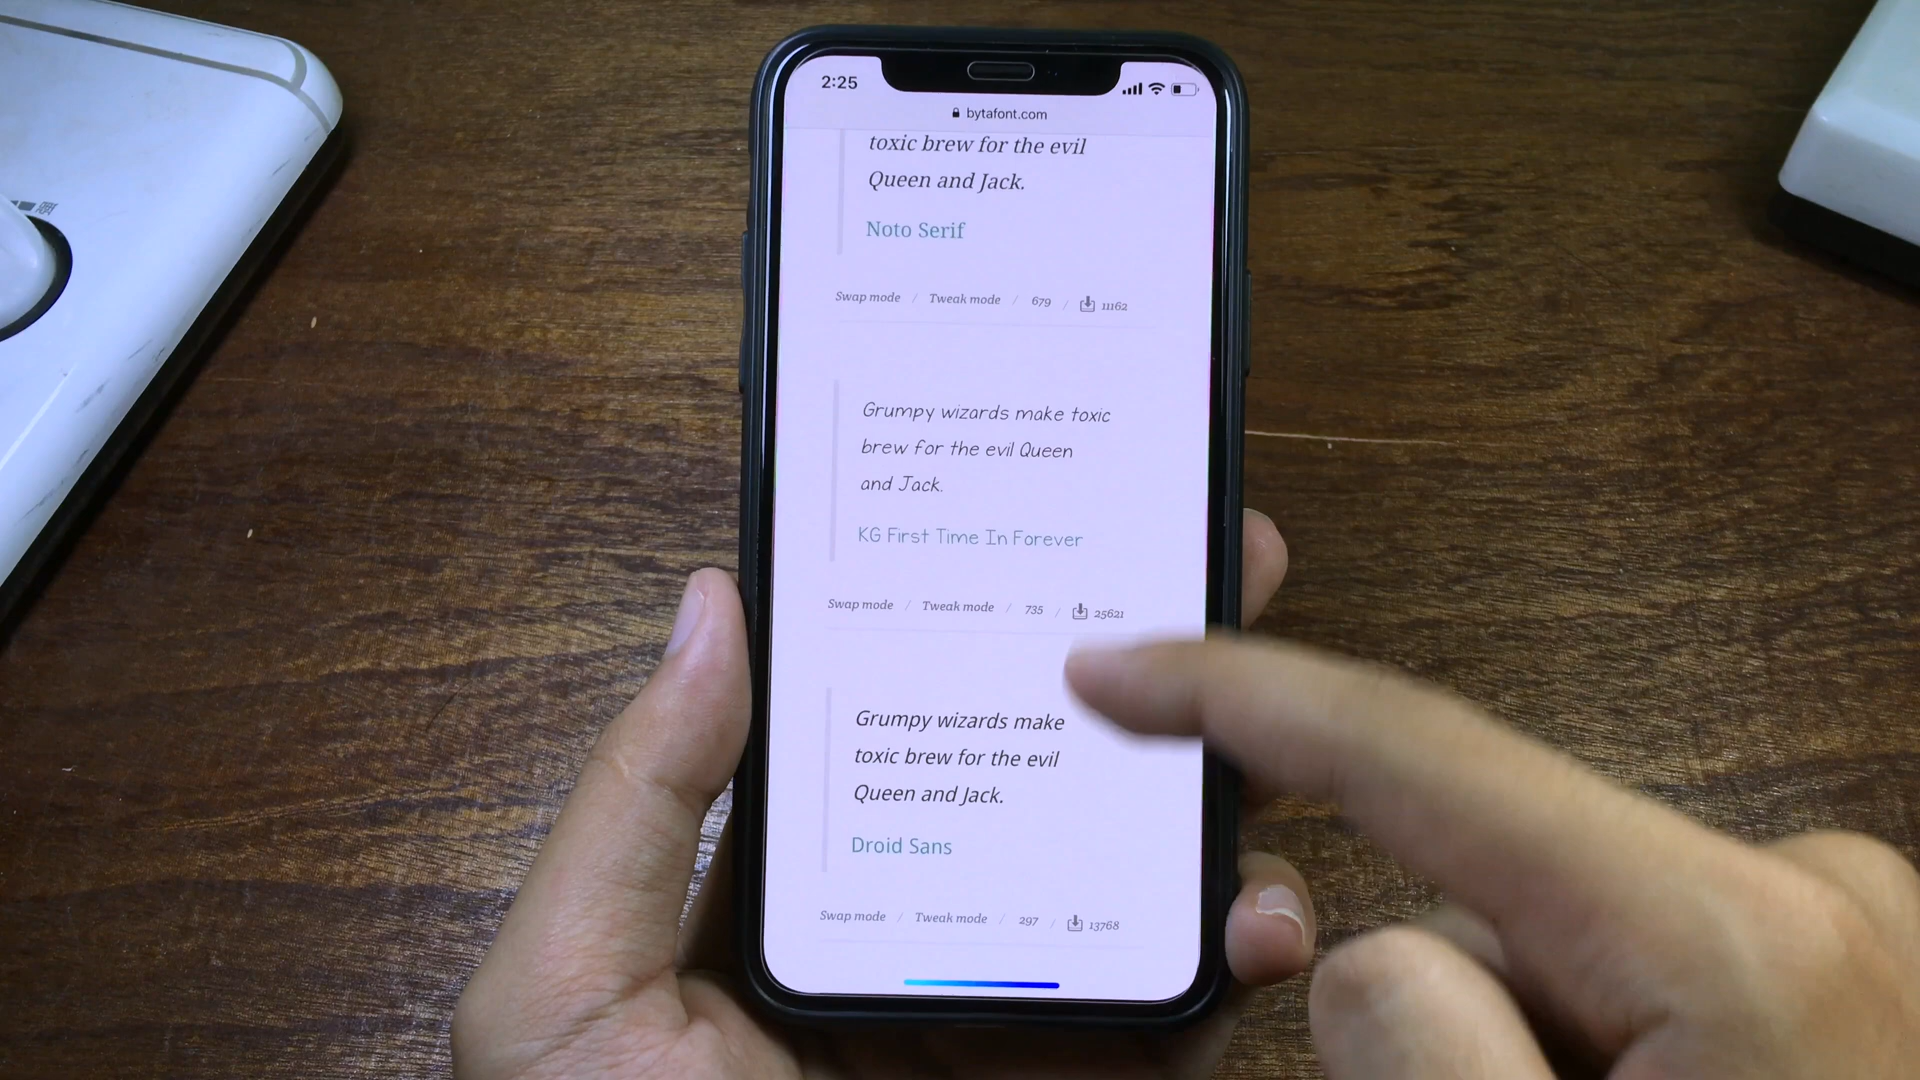 2:25
bytafont.com
toxic brew for the evil
Queen and Jack.
Noto Serif
Swap mode / Tweak mode / 679 / 11162
Grumpy wizards make toxic
brew for the evil Queen
and Jack.
KG First Time In Forever
Swap mode / Tweak mode / 735 / 25621
Grumpy wizards make
toxic brew for the evil
Queen and Jack.
Droid Sans
Swap mode / Tweak mode / 297 / 13768